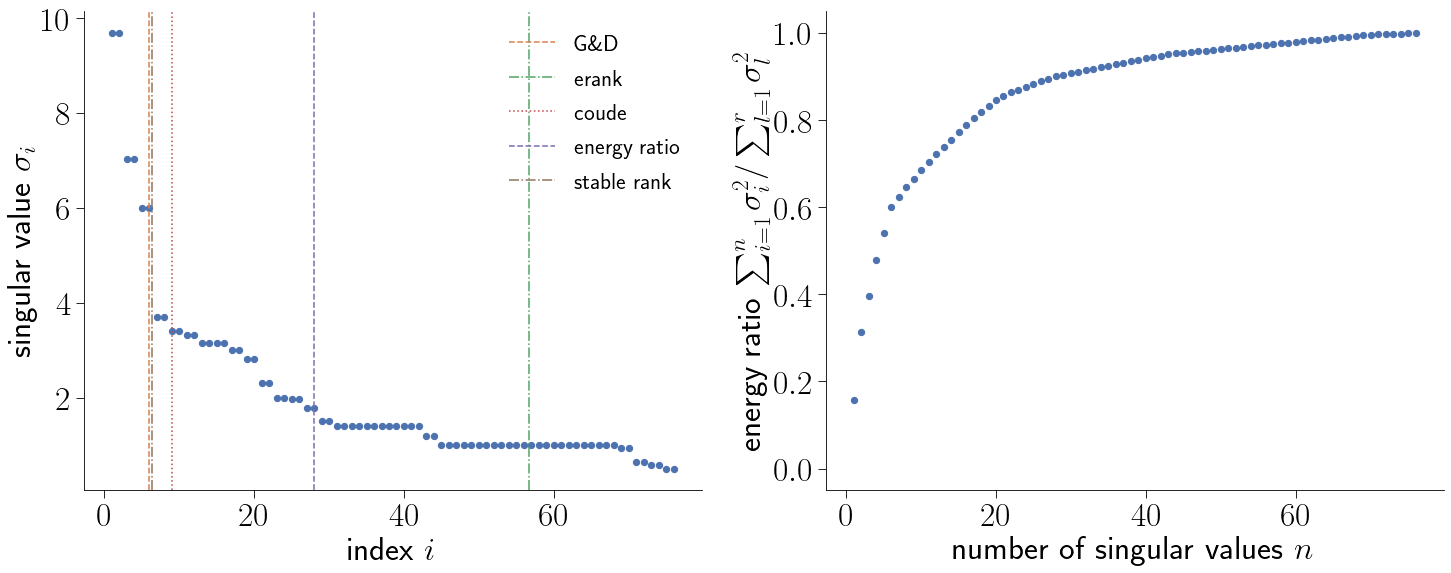 10
8
6
4
2
0
20
40
60
singular value σ_i
index i
G&D
erank
coude
energy ratio
stable rank
1.0
0.8
0.6
0.4
0.2
0.0
0
20
40
60
energy ratio ∑_{i=1}^{n} σ_i^2 / ∑_{l=1}^{r} σ_l^2
number of singular values n